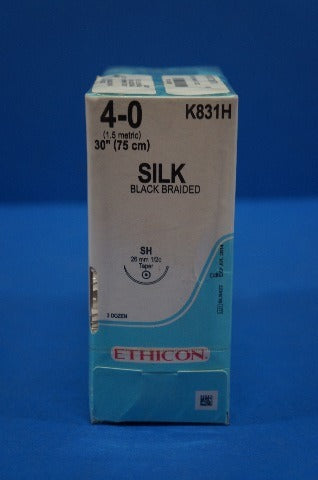 4-0
K831H
(1.5 metric)
30" (75 cm)
SILK
BLACK BRAIDED
SH
26 mm 1/2c
Taper
3 DOZEN
ETHICON